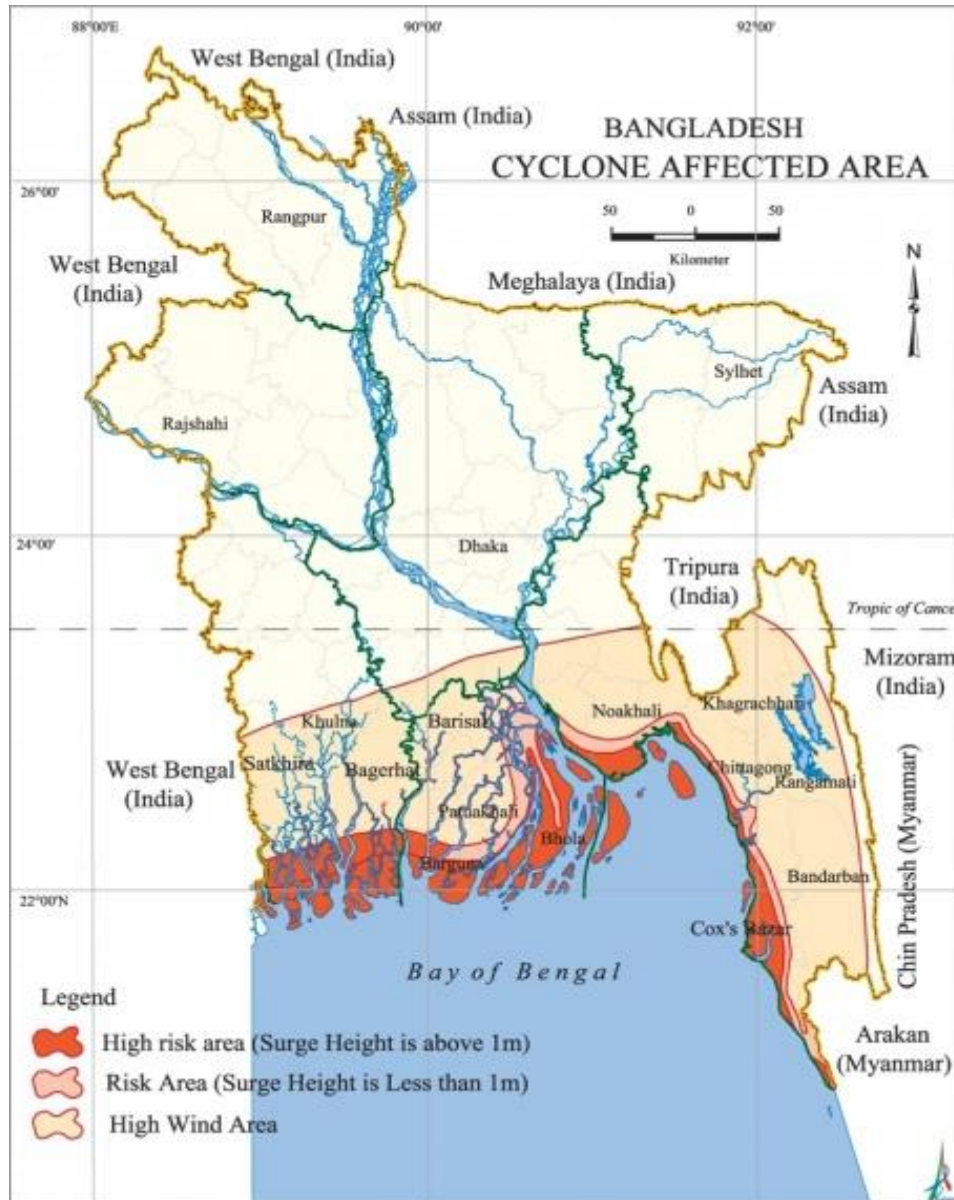 88°00'E
90°00'
92°00'
West Bengal (India)
Assam (India)
BANGLADESH
CYCLONE AFFECTED AREA
26°00'
50
0
50
Kilometer
Rangpur
N
West Bengal
(India)
Meghalaya (India)
Sylhet
Assam
(India)
Rajshahi
24°00'
Dhaka
Tripura
(India)
Tropic of Cance
Mizoram
(India)
Khulna
Barisal
Noakhali
Khagrachhari
Satkhira
Bagerhat
Chittagong
West Bengal
(India)
Rangamati
Patuakhali
Bhola
Barguna
Bandarban
22°00'N
Cox's Bazar
Chin Pradesh (Myanmar)
Bay of Bengal
Legend
High risk area (Surge Height is above 1m)
Arakan
(Myanmar)
Risk Area (Surge Height is Less than 1m)
High Wind Area